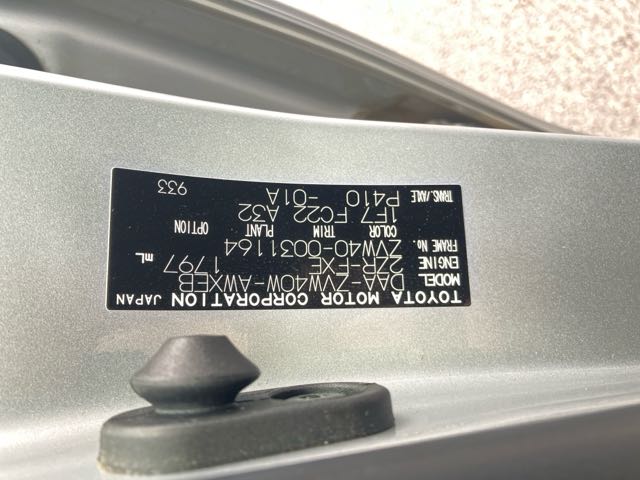 TOYOTA MOTOR CORPORATION JAPAN
MODEL DAA-ZVW40W-AWXEB
ENGINE 2ZR-FXE 1797 mL
FRAME No. ZVW40-0031164
COLOR TRIM PLANT OPTION
1F7 FC22 A32
TRANS./AXLE P410 -01A
933